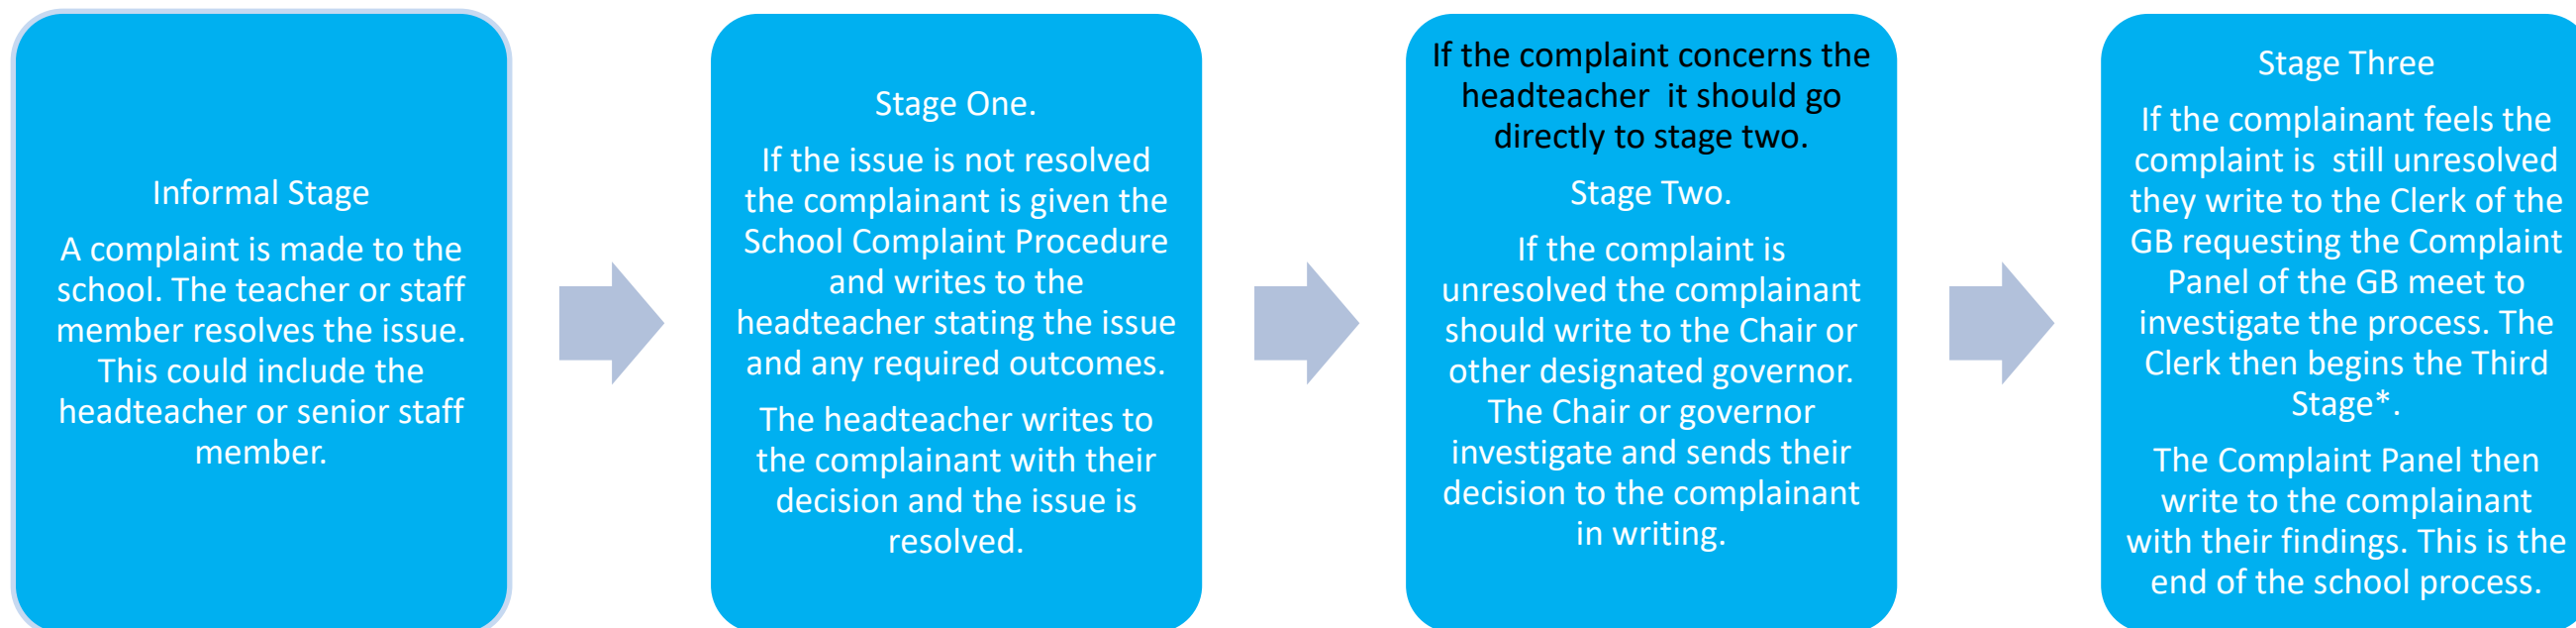 Informal Stage
A complaint is made to the
school. The teacher or staff
member resolves the issue.
This could include the
headteacher or senior staff
member.
Stage One.
If the issue is not resolved
the complainant is given the
School Complaint Procedure
and writes to the
headteacher stating the issue
and any required outcomes.
The headteacher writes to
the complainant with their
decision and the issue is
resolved.
If the complaint concerns the
headteacher it should go
directly to stage two.
Stage Two.
If the complaint is
unresolved the complainant
should write to the Chair or
other designated governor.
The Chair or governor
investigate and sends their
decision to the complainant
in writing.
Stage Three
If the complainant feels the
complaint is still unresolved
they write to the Clerk of the
GB requesting the Complaint
Panel of the GB meet to
investigate the process. The
Clerk then begins the Third
Stage*.
The Complaint Panel then
write to the complainant
with their findings. This is the
end of the school process.